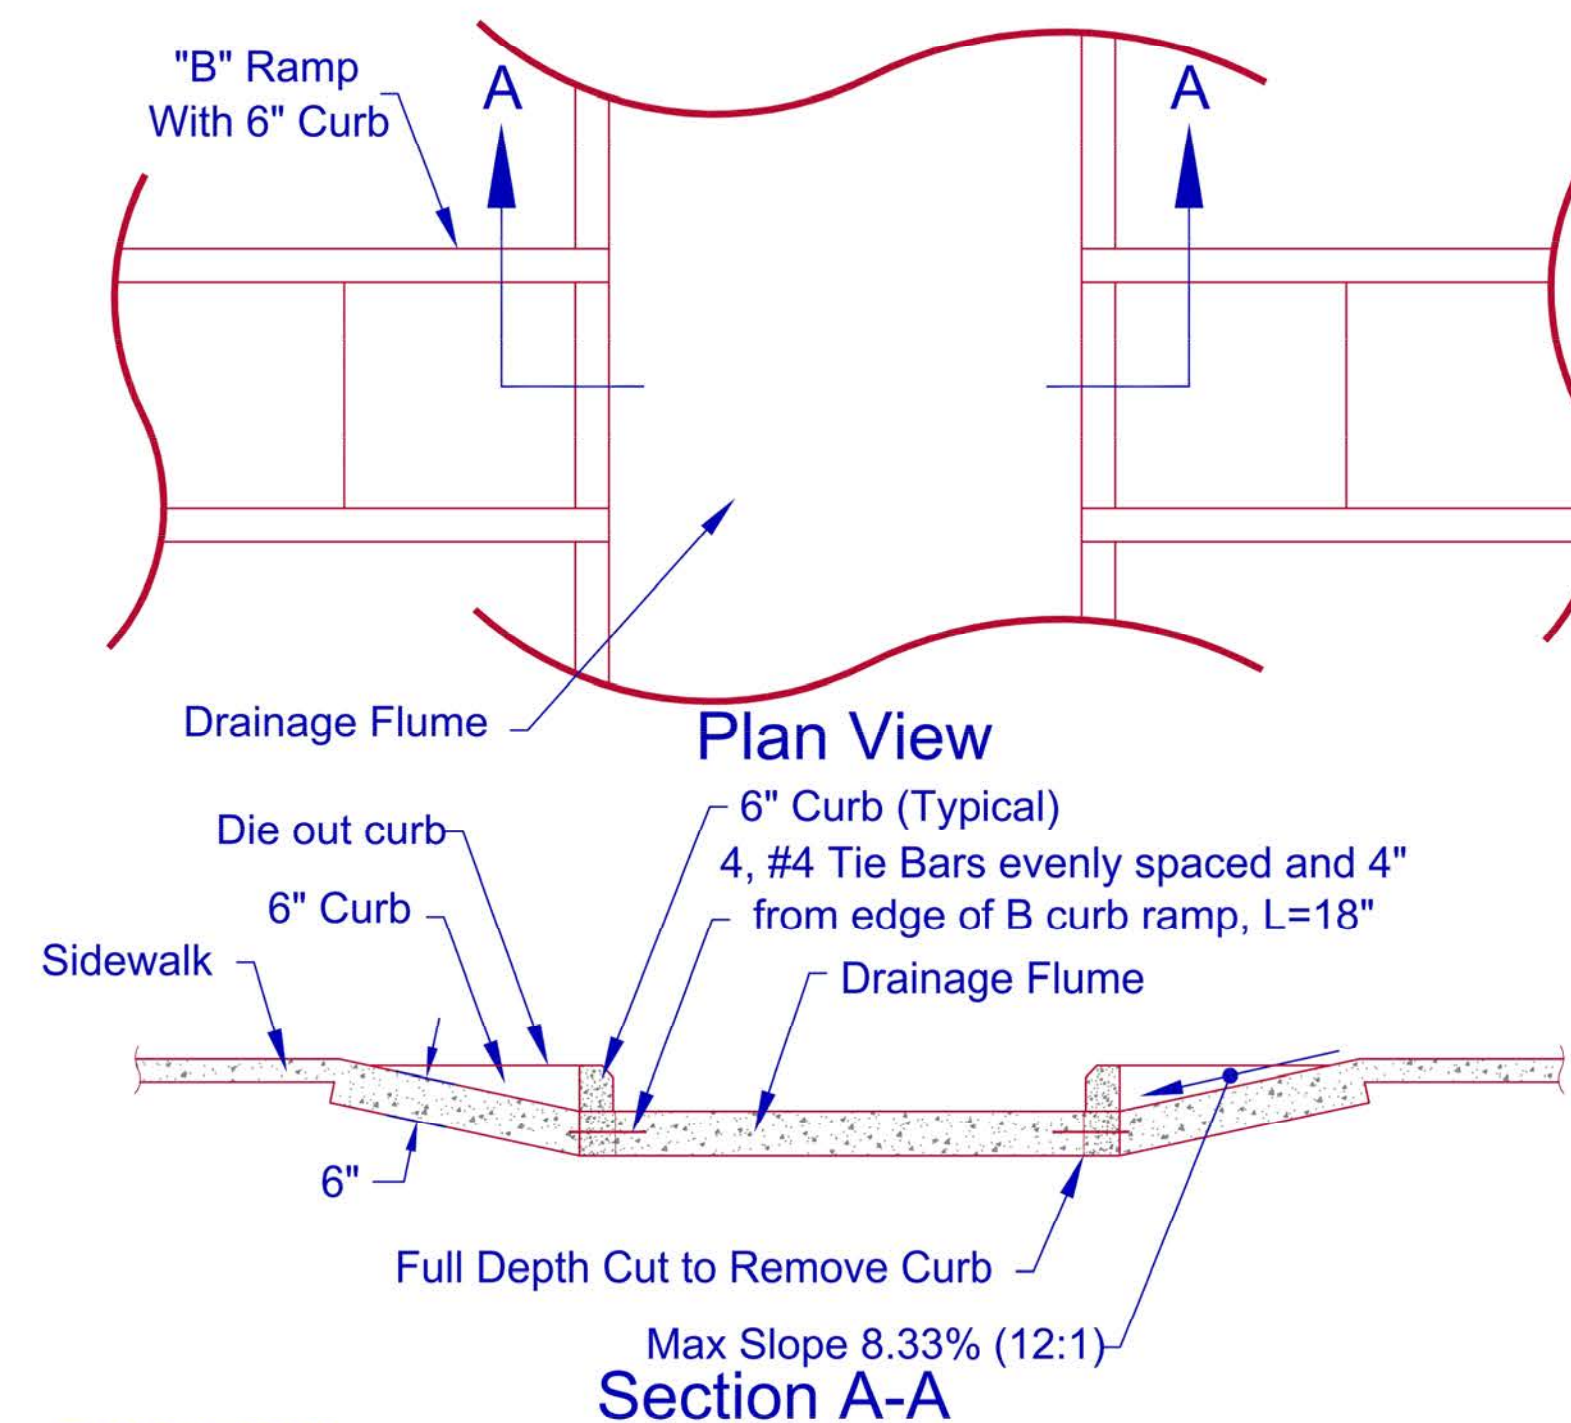 "B" Ramp
With 6" Curb
A
A
Drainage Flume
Plan View
6" Curb (Typical)
Die out curb
4, #4 Tie Bars evenly spaced and 4"
from edge of B curb ramp, L=18"
6" Curb
Sidewalk
Drainage Flume
6"
Full Depth Cut to Remove Curb
Max Slope 8.33% (12:1)
Section A-A